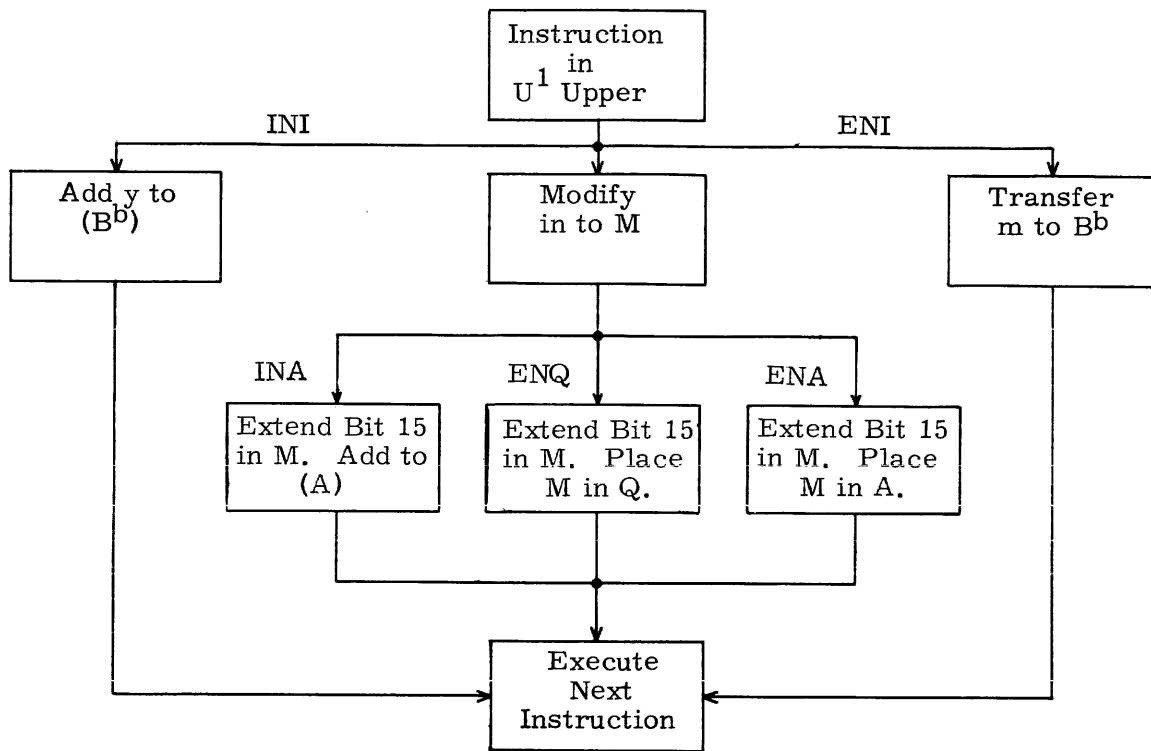 Instruction
in
U¹ Upper
INI
ENI
Add y to
(Bᵇ)
Modify
in to M
Transfer
m to Bᵇ
INA
ENQ
ENA
Extend Bit 15
in M. Add to
(A)
Extend Bit 15
in M. Place
M in Q.
Extend Bit 15
in M. Place
M in A.
Execute
Next
Instruction